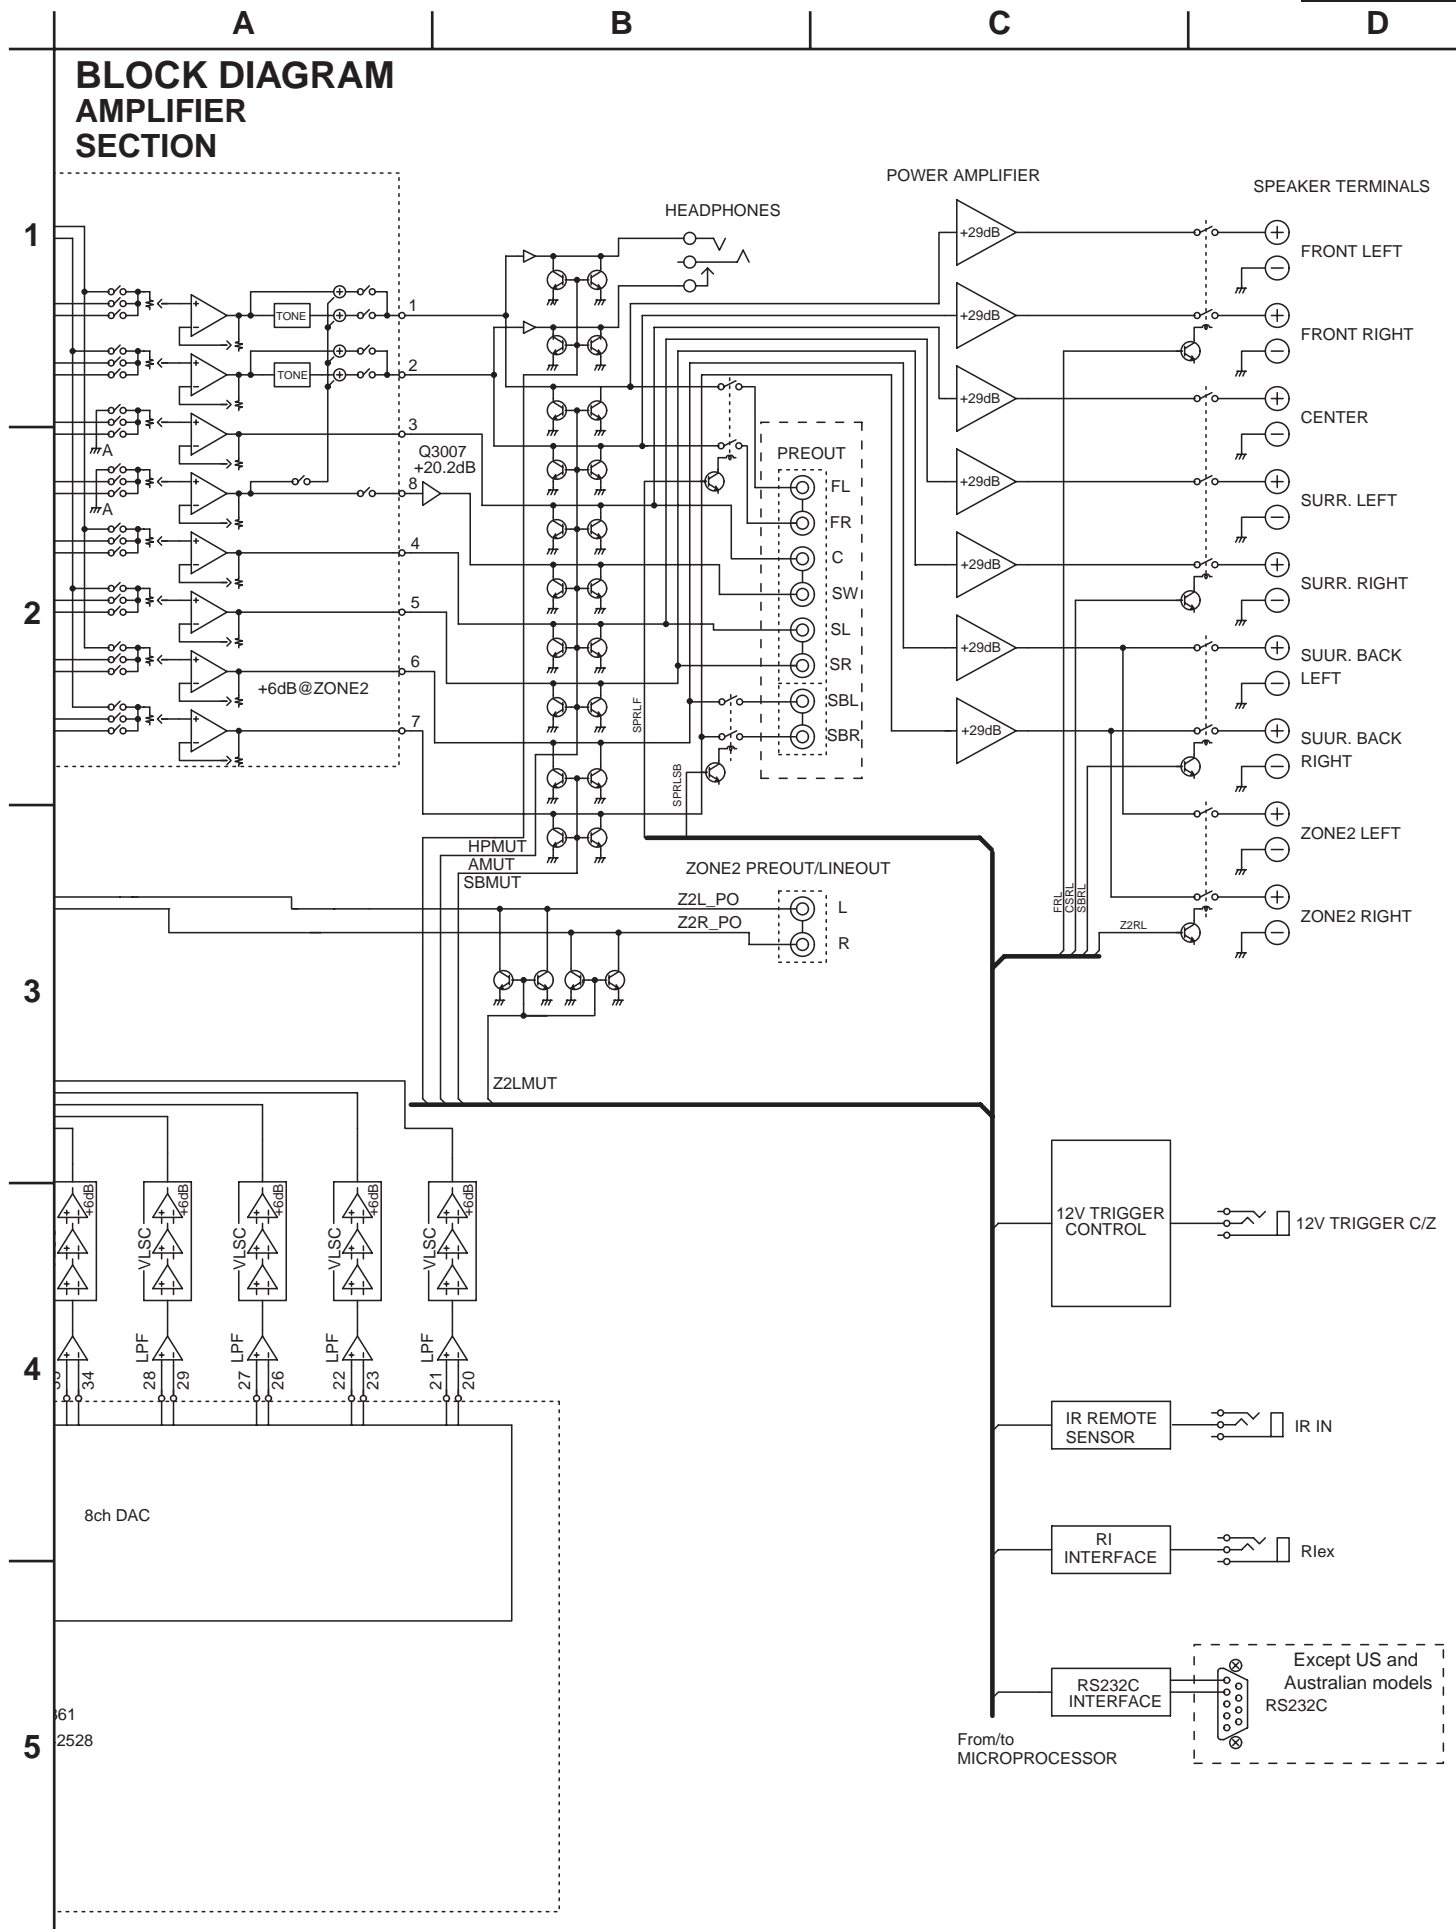 A
B
C
D
BLOCK DIAGRAM
AMPLIFIER
SECTION
POWER AMPLIFIER
SPEAKER TERMINALS
HEADPHONES
1
+29dB
FRONT LEFT
+29dB
FRONT RIGHT
TONE
1
TONE
2
+29dB
CENTER
3
A
Q3007
+20.2dB
8
A
PREOUT
FL
FR
C
SW
SL
SR
SBL
SBR
+29dB
SURR. LEFT
4
+29dB
SURR. RIGHT
2
5
6
+6dB@ZONE2
7
+29dB
SUUR. BACK
LEFT
+29dB
SUUR. BACK
RIGHT
SPRLF
SPRLSB
HPMUT
AMUT
SBMUT
ZONE2 PREOUT/LINEOUT
Z2L_PO
L
Z2R_PO
R
ZONE2 LEFT
FRL
CSRL
SBRL
Z2RL
ZONE2 RIGHT
3
Z2LMUT
+6dB
VLSC
+6dB
VLSC
+6dB
VLSC
+6dB
VLSC
+6dB
12V TRIGGER
CONTROL
12V TRIGGER C/Z
4
34
LPF
28
29
LPF
27
26
LPF
22
23
LPF
21
20
IR REMOTE
SENSOR
IR IN
8ch DAC
RI
INTERFACE
RIex
5
361
2528
RS232C
INTERFACE
Except US and
Australian models
RS232C
From/to
MICROPROCESSOR